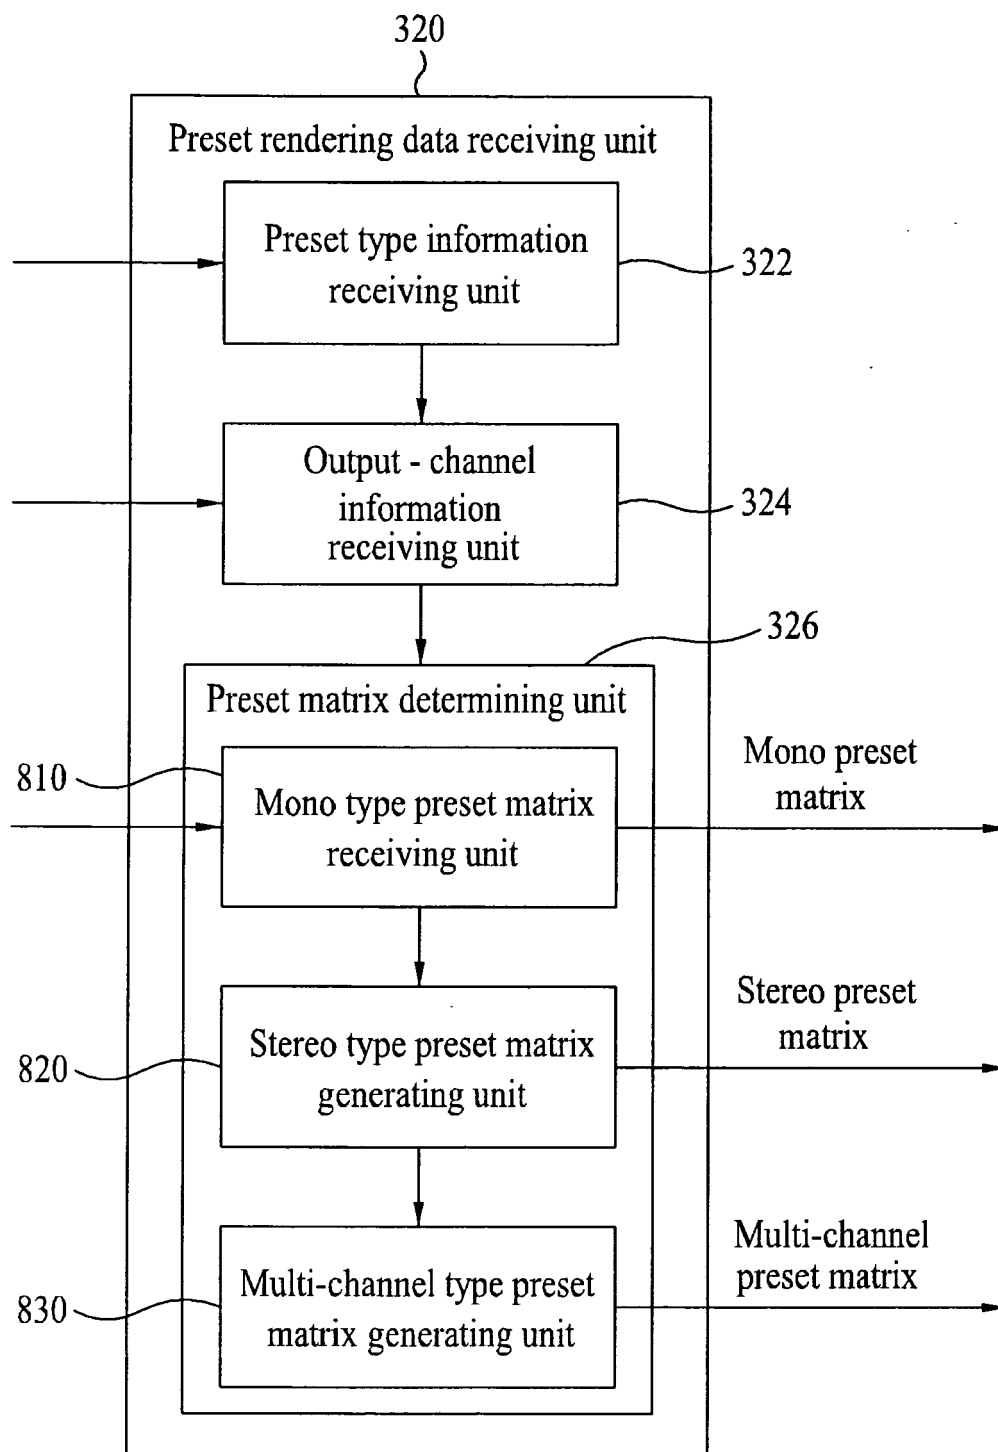 320
Preset rendering data receiving unit
Preset type information
receiving unit
322
Output - channel
information
receiving unit
324
326
Preset matrix determining unit
810
Mono type preset matrix
receiving unit
Mono preset
matrix
820
Stereo type preset matrix
generating unit
Stereo preset
matrix
830
Multi-channel type preset
matrix generating unit
Multi-channel
preset matrix